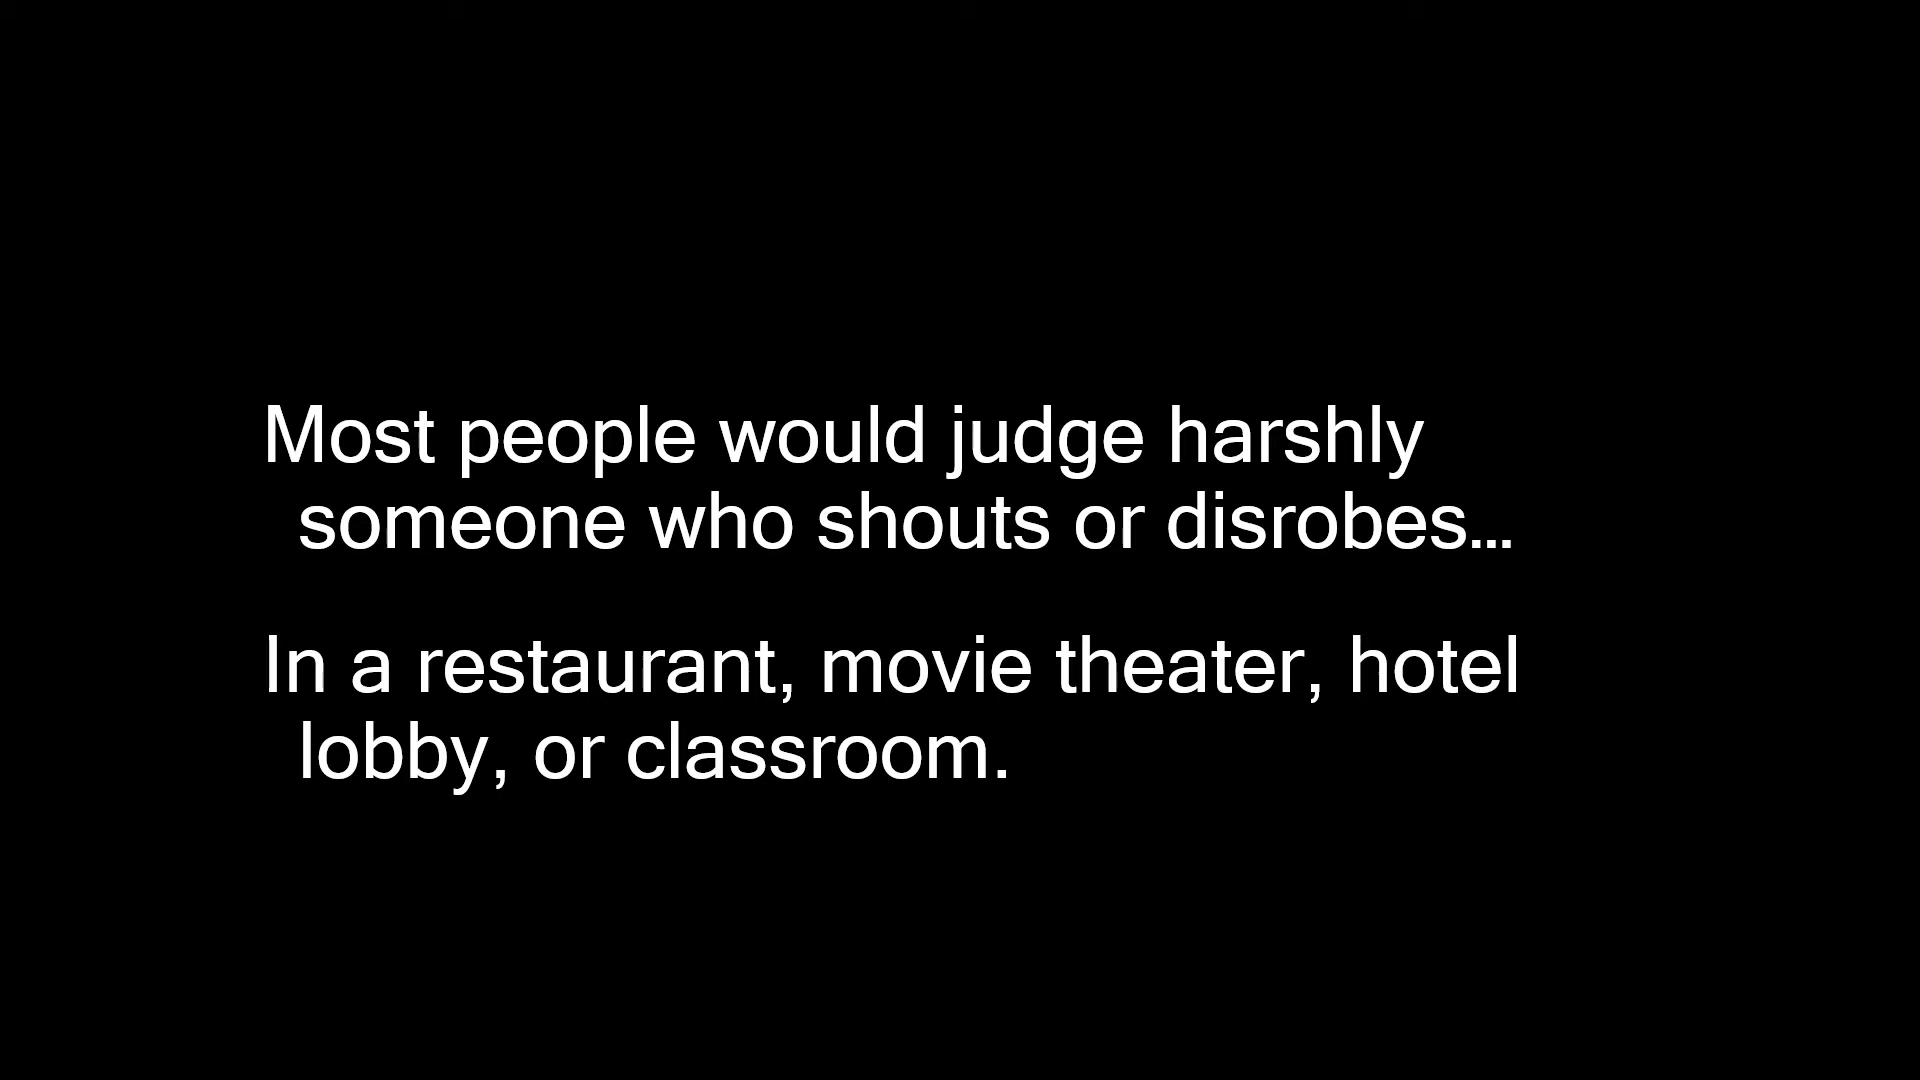 Most people would judge harshly
someone who shouts or disrobes...
In a restaurant, movie theater, hotel
lobby, or classroom.